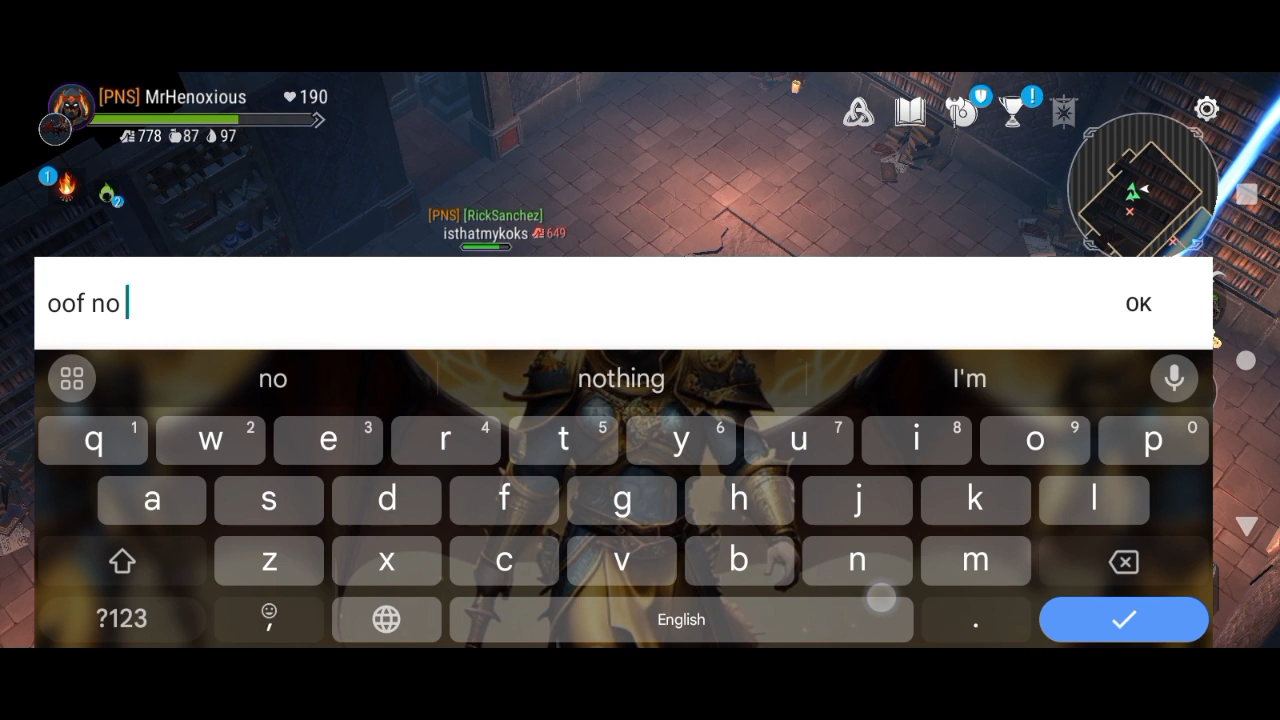 [PNS] MrHenoxious 190
778 87 97
1
2
!
[PNS] [RickSanchez]
isthatmykoks 649
oof no
OK
no nothing I'm
q 1 w 2 e 3 r 4 t 5 y 6 u 7 i 8 o 9 p 0
a s d f g h j k l
z x c v b n m
?123 , English .